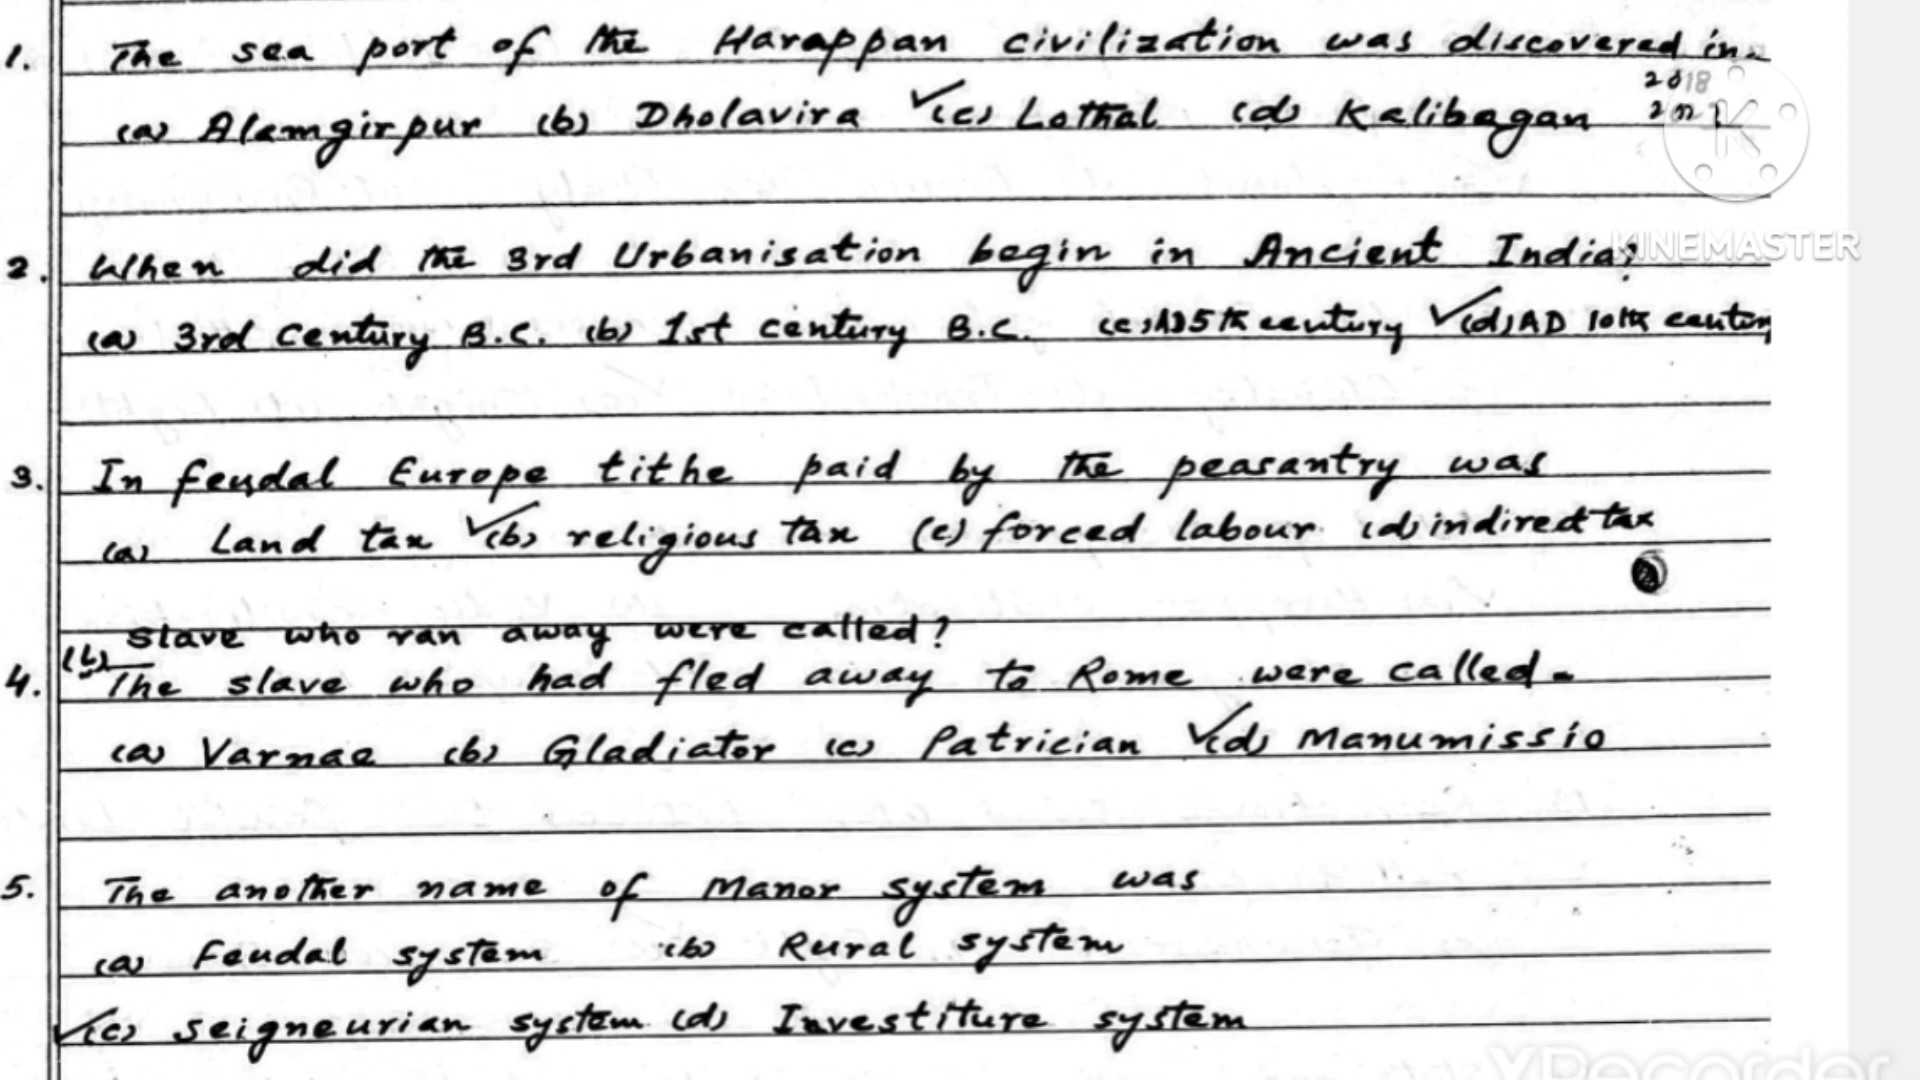 1. The sea port of the Harappan civilization was discovered in-
2018
(a) Alamgirpur (b) Dholavira ✓(c) Lothal (d) Kalibagan
KINEMASTER
2. When did the 3rd Urbanisation begin in Ancient India?
(a) 3rd Century B.C. (b) 1st century B.C. (c) AD 5th century ✓(d) AD 10th century
3. In feudal Europe tithe paid by the peasantry was
(a) Land tax ✓(b) religious tax (c) forced labour (d) indirect tax
(b) Slave who ran away were called?
4. The slave who had fled away to Rome were called-
(a) Varnae (b) Gladiator (c) Patrician ✓(d) Manumissio
5. The another name of Manor system was
(a) Feudal system (b) Rural system
✓(c) Seigneurian system (d) Investiture system
XRecorder